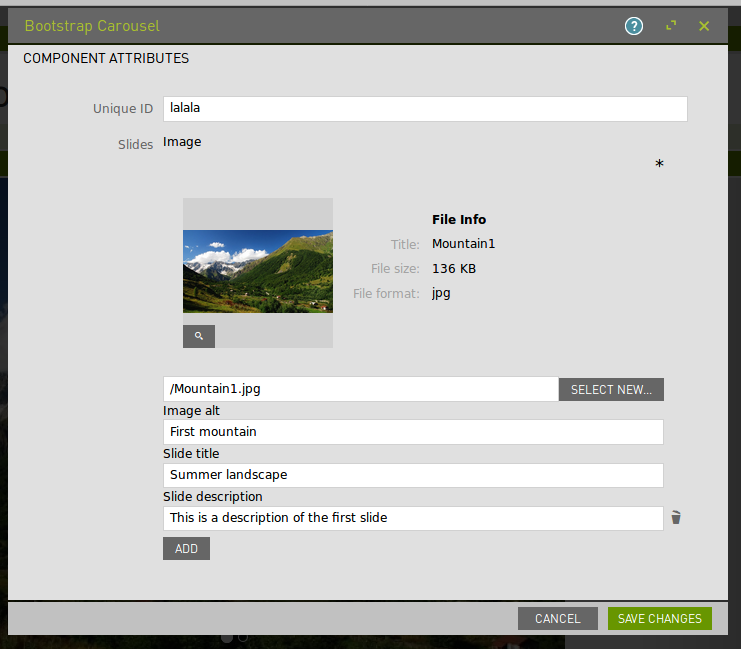 Bootstrap Carousel
?
COMPONENT ATTRIBUTES
Unique ID lalala
Slides Image
*
File Info
Title: Mountain1
File size: 136 KB
File format: jpg
/Mountain1.jpg SELECT NEW...
Image alt
First mountain
Slide title
Summer landscape
Slide description
This is a description of the first slide
ADD
CANCEL SAVE CHANGES